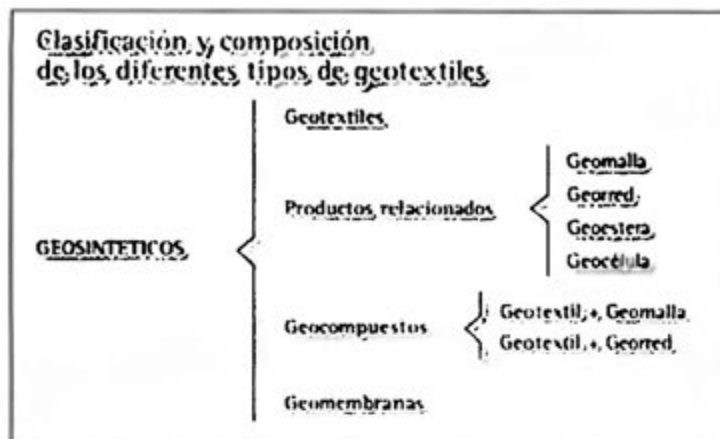 Clasificación y composición
de los diferentes tipos de geotextiles
Geotextiles
Productos relacionados
Geomalla
Georred
Geoestera
Geocélula
GEOSINTETICOS
Geocompuestos
Geotextil + Geomalla
Geotextil + Georred
Geomembranas